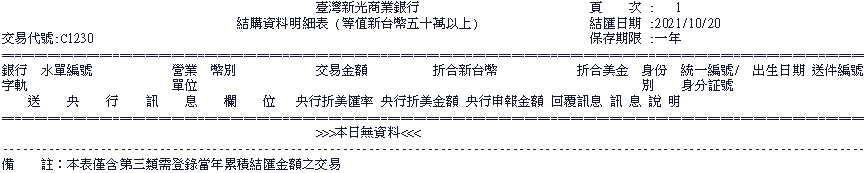 臺灣新光商業銀行 頁 次 : 1
結購資料明細表 (等值新台幣五十萬以上) 結匯日期 :2021/10/20
交易代號:C1230 保存期限 :一年
銀行 水單編號 營業 幣別 交易金額 折合新台幣 折合美金 身份 統一編號/ 出生日期 送件編號
字軌 單位 別 身分証號
送 央 行 訊 息 欄 位 央行折美匯率 央行折美金額 央行申報金額 回覆訊息 訊 息 說 明
>>>本日無資料<<<
備 註：本表僅含第三類需登錄當年累積結匯金額之交易